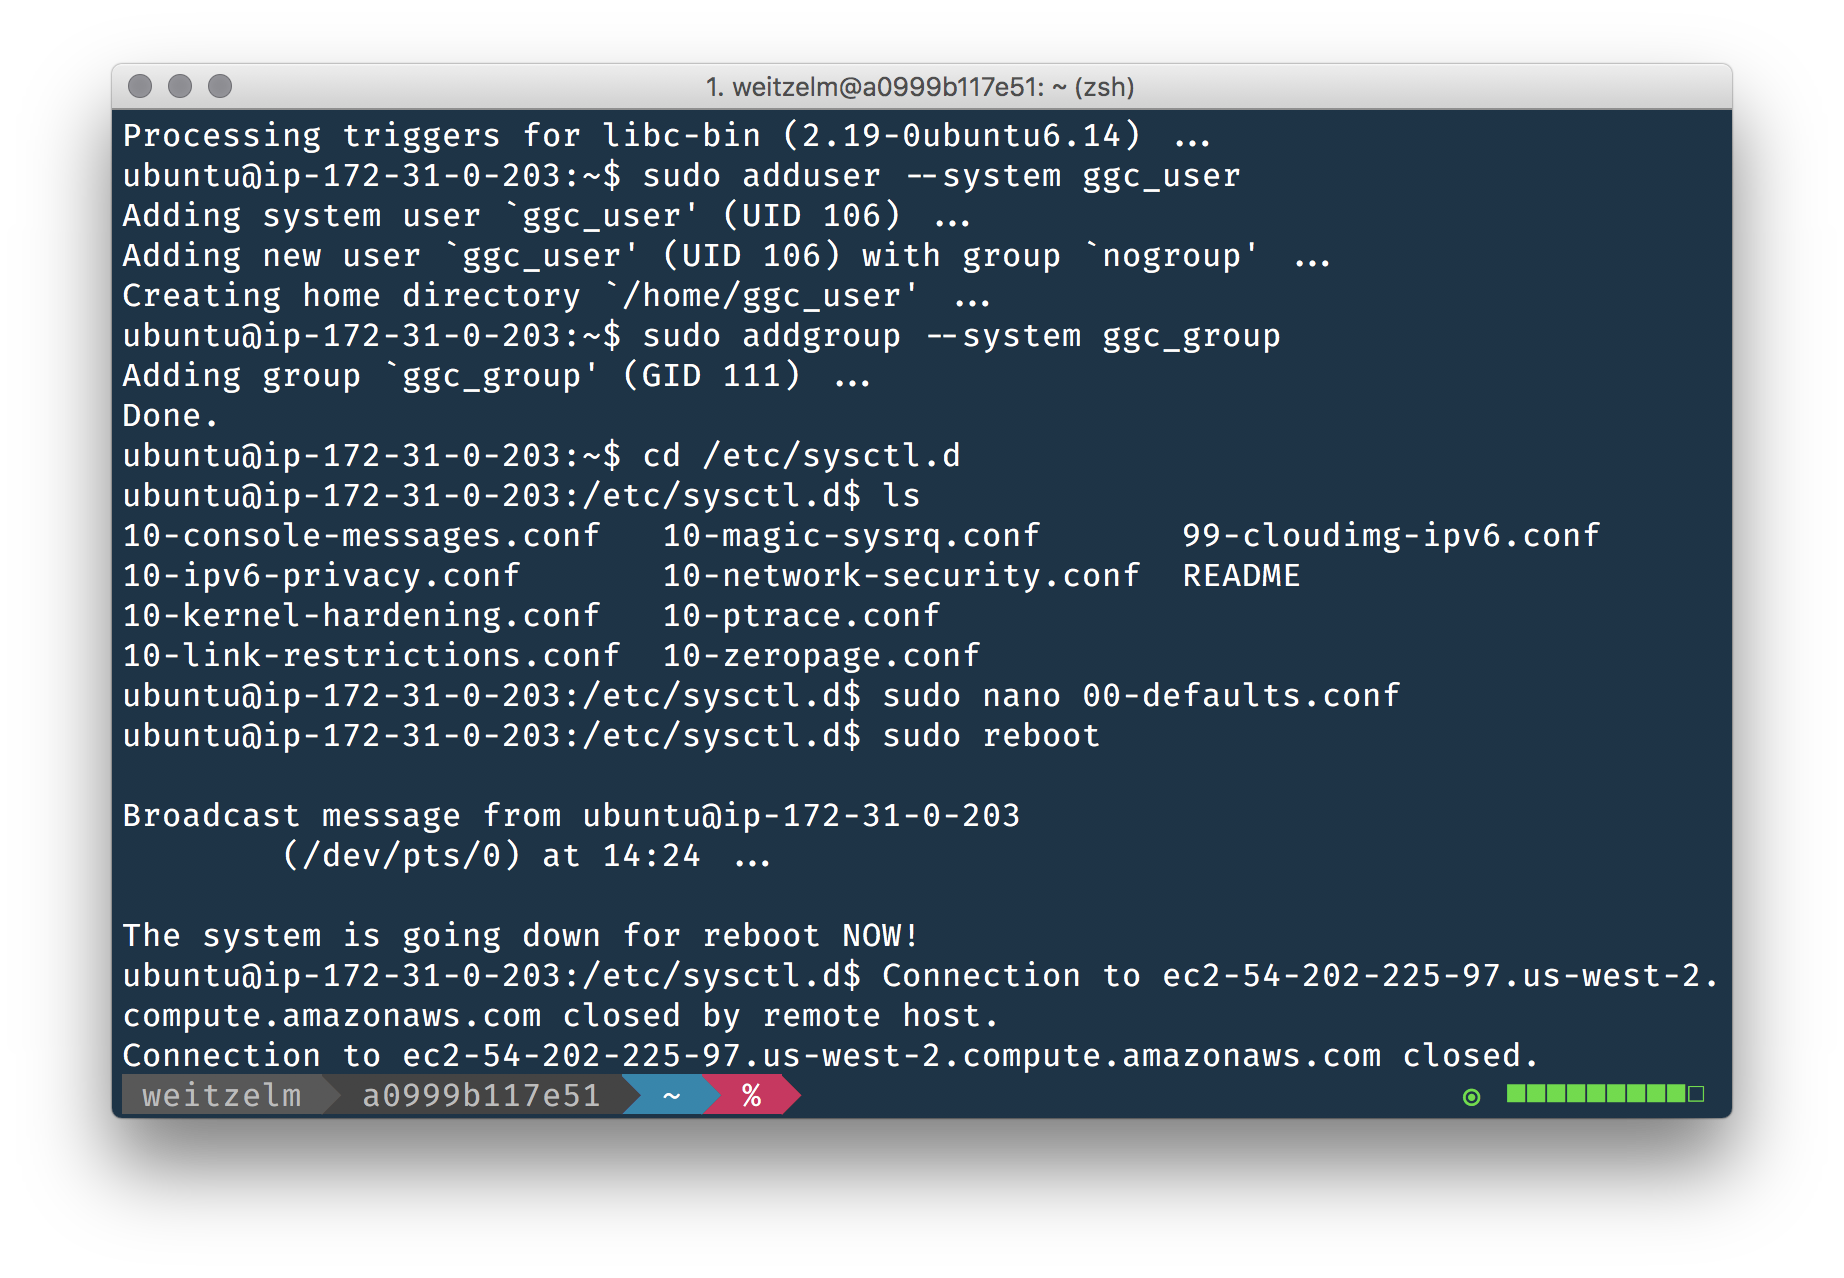 1. weitzelm@a0999b117e51: ~ (zsh)
Processing triggers for libc-bin (2.19-0ubuntu6.14) ...
ubuntu@ip-172-31-0-203:~$ sudo adduser --system ggc_user
Adding system user `ggc_user' (UID 106) ...
Adding new user `ggc_user' (UID 106) with group `nogroup' ...
Creating home directory `/home/ggc_user' ...
ubuntu@ip-172-31-0-203:~$ sudo addgroup --system ggc_group
Adding group `ggc_group' (GID 111) ...
Done.
ubuntu@ip-172-31-0-203:~$ cd /etc/sysctl.d
ubuntu@ip-172-31-0-203:/etc/sysctl.d$ ls
10-console-messages.conf   10-magic-sysrq.conf       99-cloudimg-ipv6.conf
10-ipv6-privacy.conf       10-network-security.conf  README
10-kernel-hardening.conf   10-ptrace.conf
10-link-restrictions.conf  10-zeropage.conf
ubuntu@ip-172-31-0-203:/etc/sysctl.d$ sudo nano 00-defaults.conf
ubuntu@ip-172-31-0-203:/etc/sysctl.d$ sudo reboot
Broadcast message from ubuntu@ip-172-31-0-203
(/dev/pts/0) at 14:24 ...
The system is going down for reboot NOW!
ubuntu@ip-172-31-0-203:/etc/sysctl.d$ Connection to ec2-54-202-225-97.us-west-2.
compute.amazonaws.com closed by remote host.
Connection to ec2-54-202-225-97.us-west-2.compute.amazonaws.com closed.
weitzelm a0999b117e51 ~ %